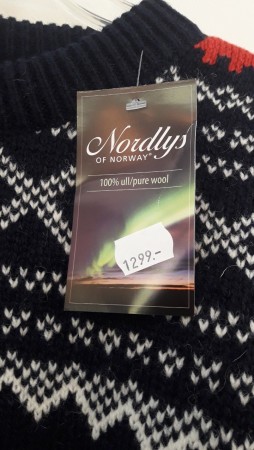 Nordlys
OF NORWAY®
100% ull/pure wool
1299.-